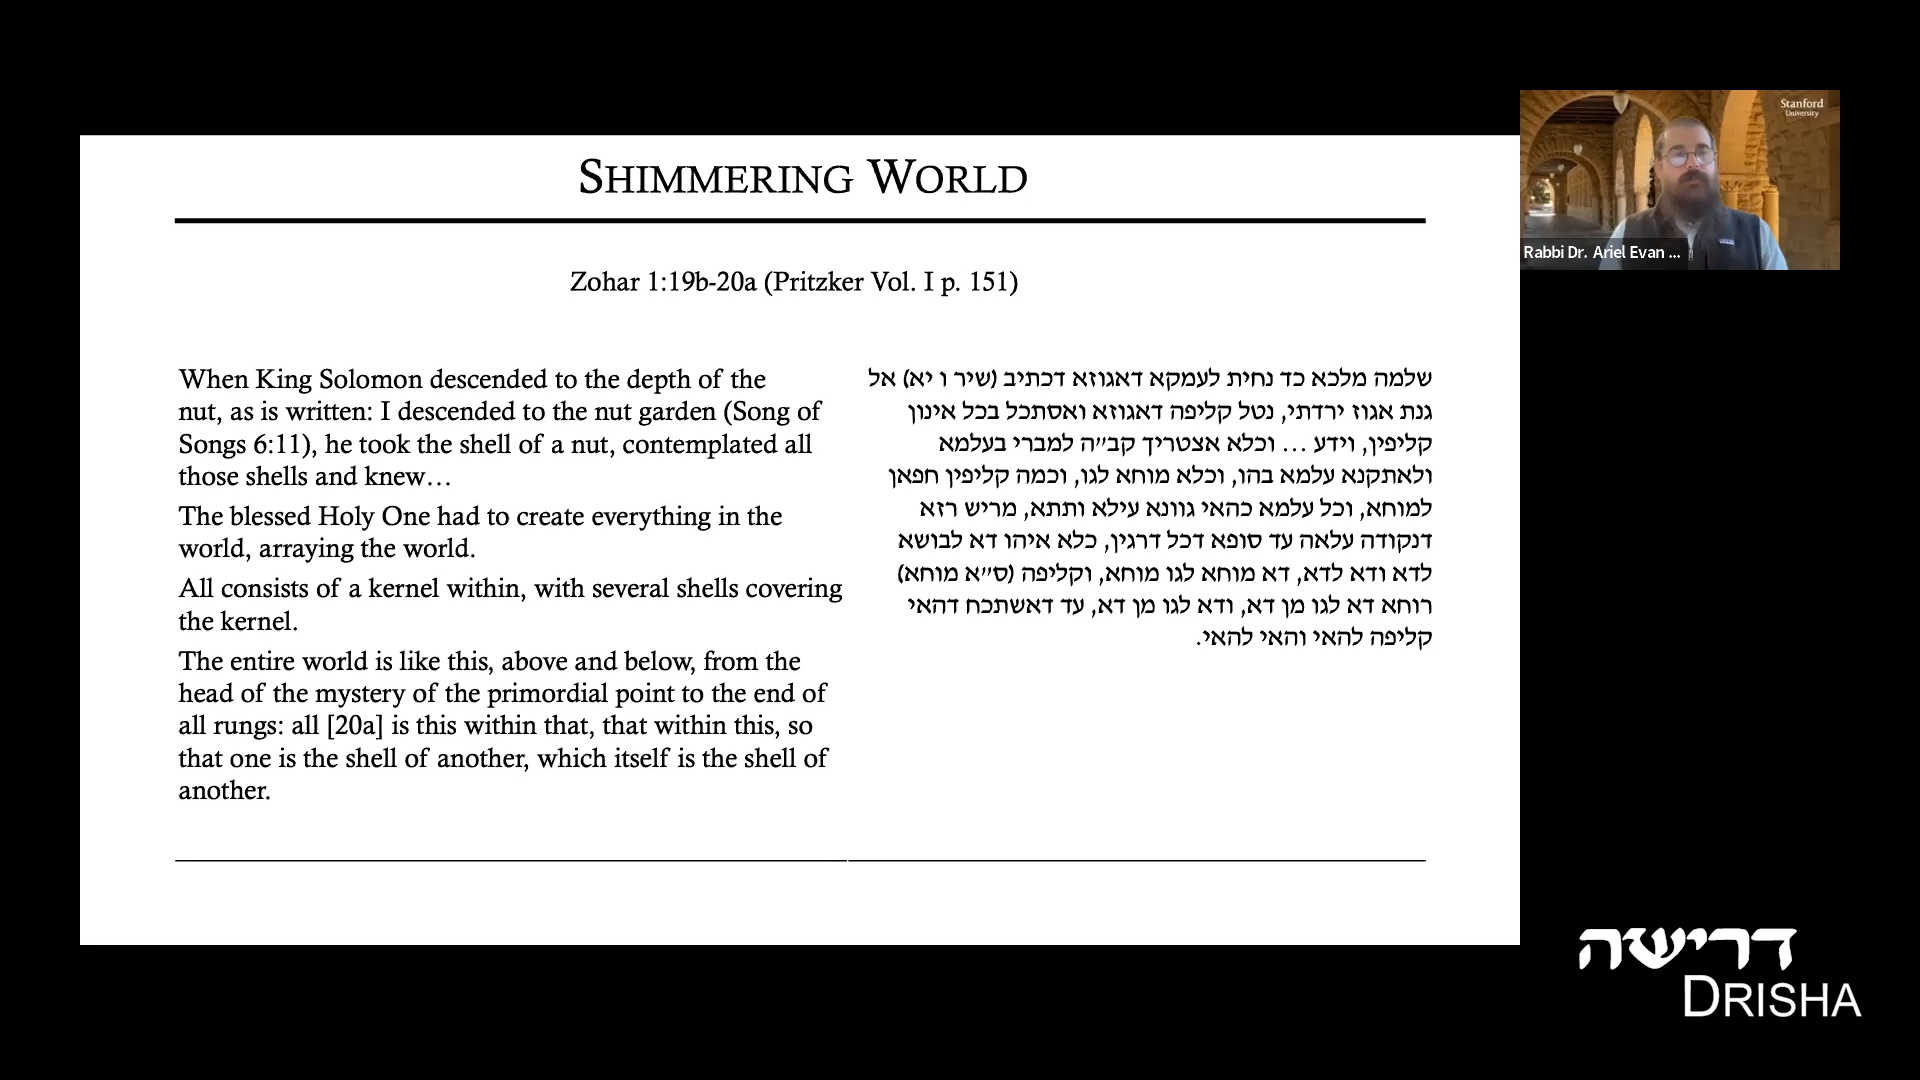 SHIMMERING WORLD
Zohar 1:19b-20a (Pritzker Vol. I p. 151)
When King Solomon descended to the depth of the
nut, as is written: I descended to the nut garden (Song of
Songs 6:11), he took the shell of a nut, contemplated all
those shells and knew…
The blessed Holy One had to create everything in the
world, arraying the world.
All consists of a kernel within, with several shells covering
the kernel.
The entire world is like this, above and below, from the
head of the mystery of the primordial point to the end of
all rungs: all [20a] is this within that, that within this, so
that one is the shell of another, which itself is the shell of
another.
שלמה מלכא כד נחית לעמקא דאגוזא דכתיב (שיר ו יא) אל
גנת אגוז ירדתי, נטל קליפה דאגוזא ואסתכל בכל אינון
קליפין, וידע … וכלא אצטריך קב״ה למברי בעלמא
ולאתקנא עלמא בהו, וכלא מוחא לגו, וכמה קליפין חפאן
למוחא, וכל עלמא כהאי גוונא עילא ותתא, מריש רזא
דנקודה עלאה עד סופא דכל דרגין, כלא איהו דא לבושא
לדא ודא לדא, דא מוחא לגו מוחא, וקליפה (ס״א מוחא)
רוחא דא לגו מן דא, ודא לגו מן דא, עד דאשתכח דהאי
קליפה להאי והאי להאי.
Stanford
University
Rabbi Dr. Ariel Evan ...
דרישה
DRISHA